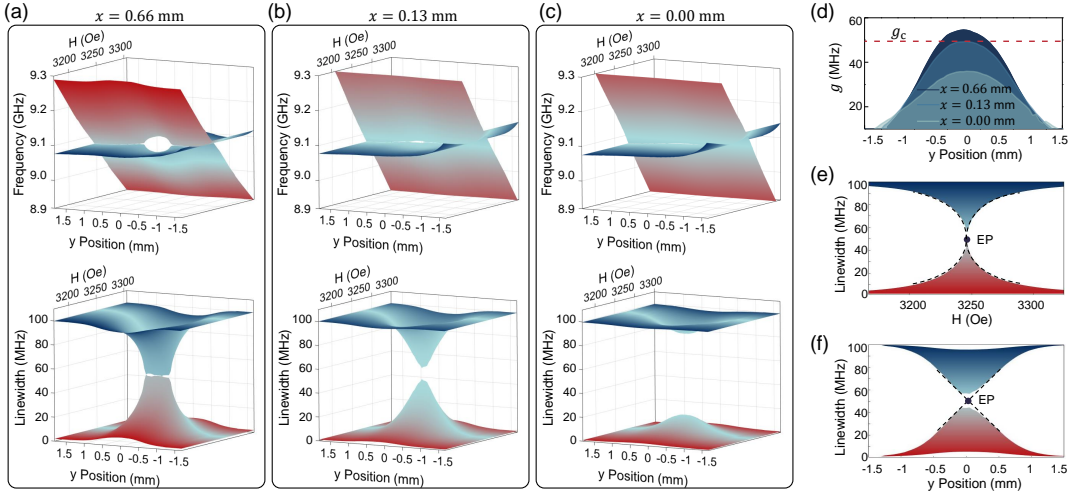 (a)
x = 0.66 mm
H (Oe)
3200 3250 3300
Frequency (GHz)
9.3
9.2
9.1
9.0
8.9
1.5 1 0.5 0 -0.5 -1 -1.5
y Position (mm)
H (Oe)
3200 3250 3300
Linewidth (MHz)
100
80
60
40
20
0
1.5 1 0.5 0 -0.5 -1 -1.5
y Position (mm)
(b)
x = 0.13 mm
H (Oe)
3200 3250 3300
Frequency (GHz)
9.3
9.2
9.1
9.0
8.9
1.5 1 0.5 0 -0.5 -1 -1.5
y Position (mm)
H (Oe)
3200 3250 3300
Linewidth (MHz)
100
80
60
40
20
0
1.5 1 0.5 0 -0.5 -1 -1.5
y Position (mm)
(c)
x = 0.00 mm
H (Oe)
3200 3250 3300
Frequency (GHz)
9.3
9.2
9.1
9.0
8.9
1.5 1 0.5 0 -0.5 -1 -1.5
y Position (mm)
H (Oe)
3200 3250 3300
Linewidth (MHz)
100
80
60
40
20
0
1.5 1 0.5 0 -0.5 -1 -1.5
y Position (mm)
(d)
g (MHz)
60
40
20
gc
x = 0.66 mm
x = 0.13 mm
x = 0.00 mm
-1.5 -1 -0.5 0 0.5 1 1.5
y Position (mm)
(e)
Linewidth (MHz)
100
80
60
40
20
0
EP
3200 3250 3300
H (Oe)
(f)
Linewidth (MHz)
100
80
60
40
20
0
EP
-1.5 -1 -0.5 0 0.5 1 1.5
y Position (mm)